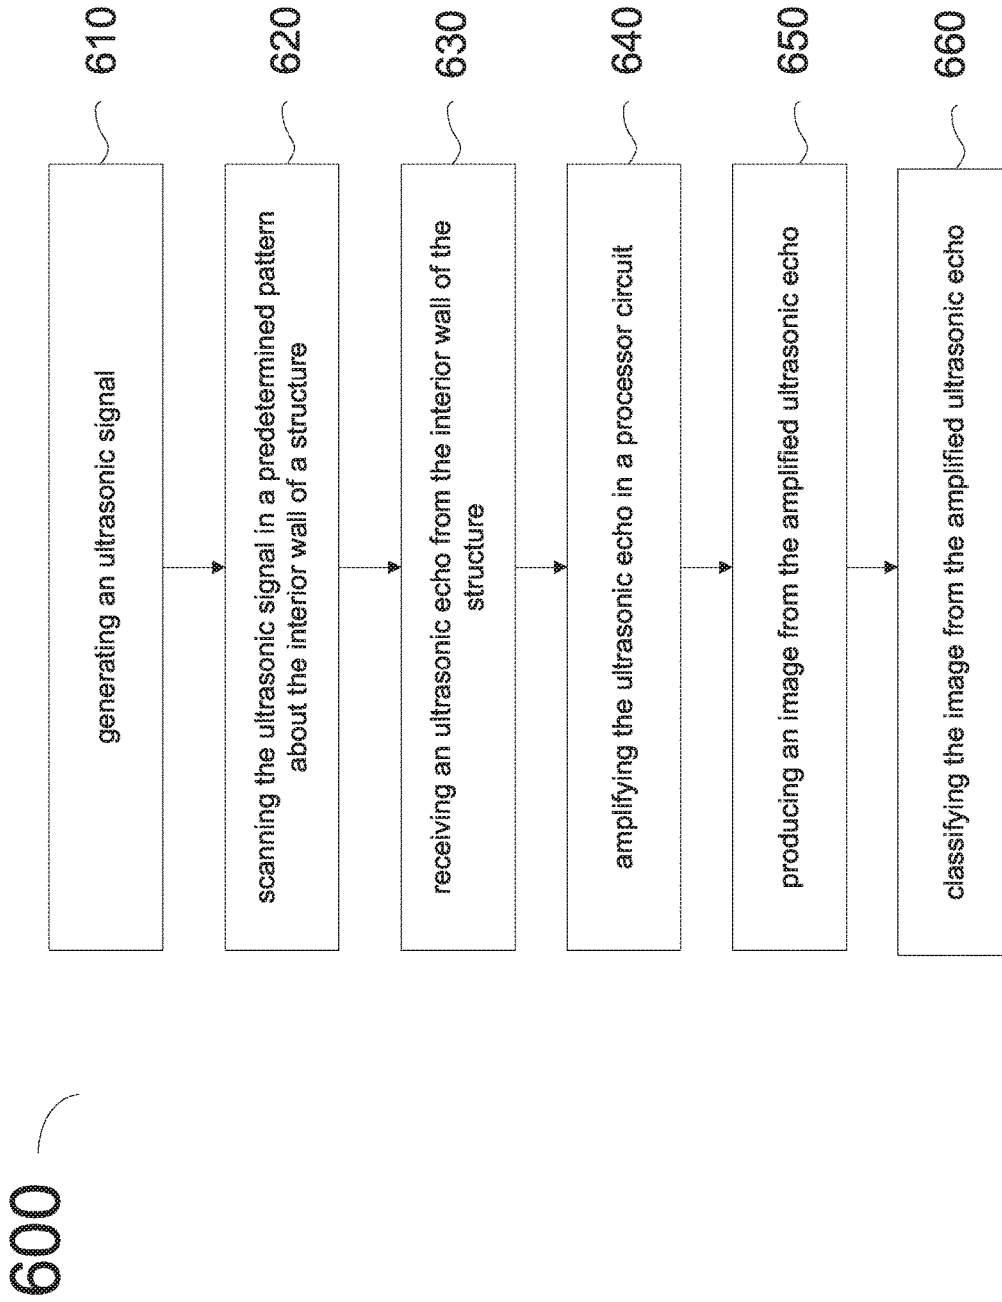 600
generating an ultrasonic signal
610
scanning the ultrasonic signal in a predetermined pattern
about the interior wall of a structure
620
receiving an ultrasonic echo from the interior wall of the
structure
630
amplifying the ultrasonic echo in a processor circuit
640
producing an image from the amplified ultrasonic echo
650
classifying the image from the amplified ultrasonic echo
660